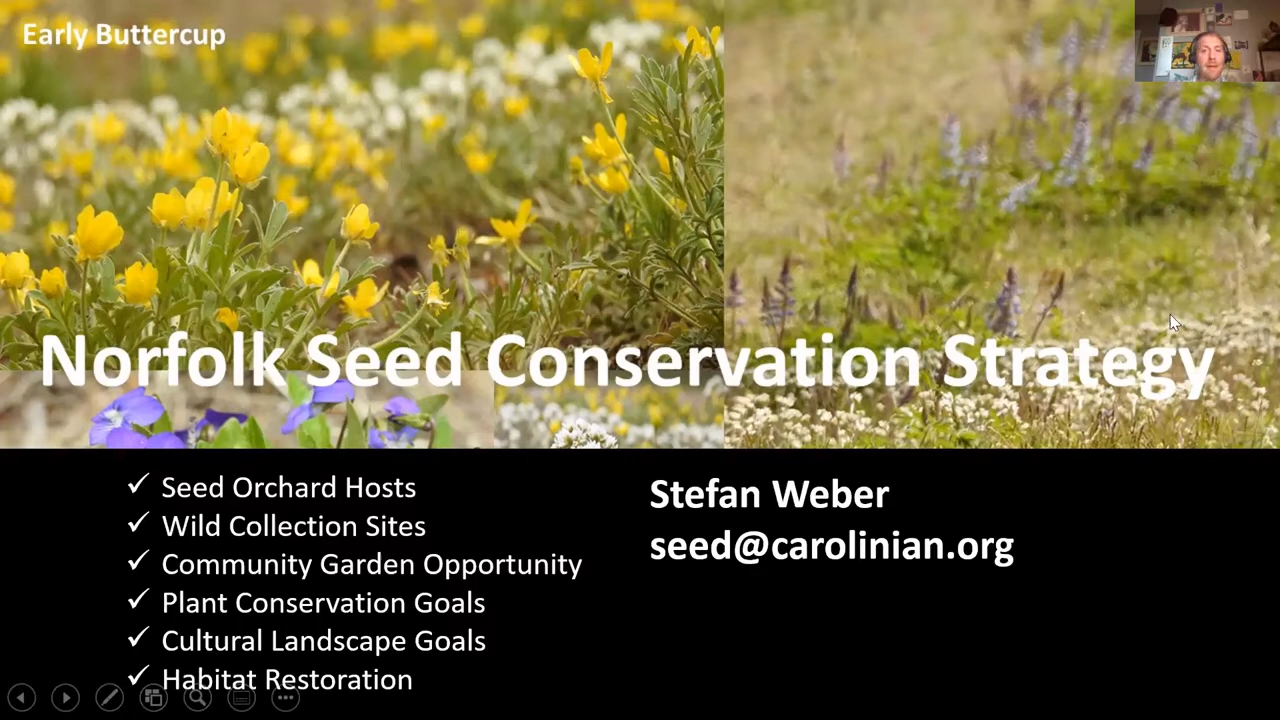 Early Buttercup
Norfolk Seed Conservation Strategy
✓ Seed Orchard Hosts
✓ Wild Collection Sites
✓ Community Garden Opportunity
✓ Plant Conservation Goals
✓ Cultural Landscape Goals
✓ Habitat Restoration
Stefan Weber
seed@carolinian.org